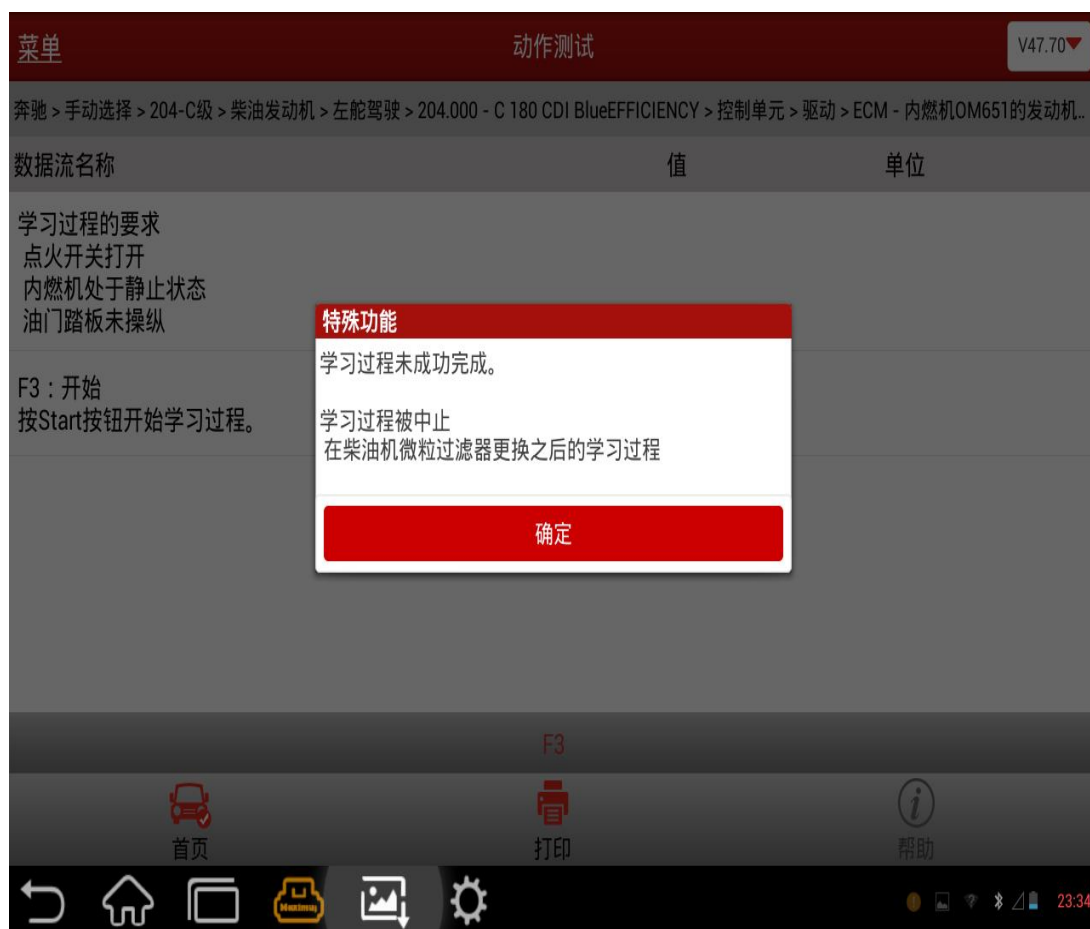 菜单
动作测试
V47.70
奔驰 > 手动选择 > 204-C级 > 柴油发动机 > 左舵驾驶 > 204.000 - C 180 CDI BlueEFFICIENCY > 控制单元 > 驱动 > ECM - 内燃机OM651的发动机..
数据流名称 值 单位
学习过程的要求
点火开关打开
内燃机处于静止状态
油门踏板未操纵
F3：开始
按Start按钮开始学习过程。
特殊功能
学习过程未成功完成。
学习过程被中止
在柴油机微粒过滤器更换之后的学习过程
确定
F3
首页
打印
帮助
23:34